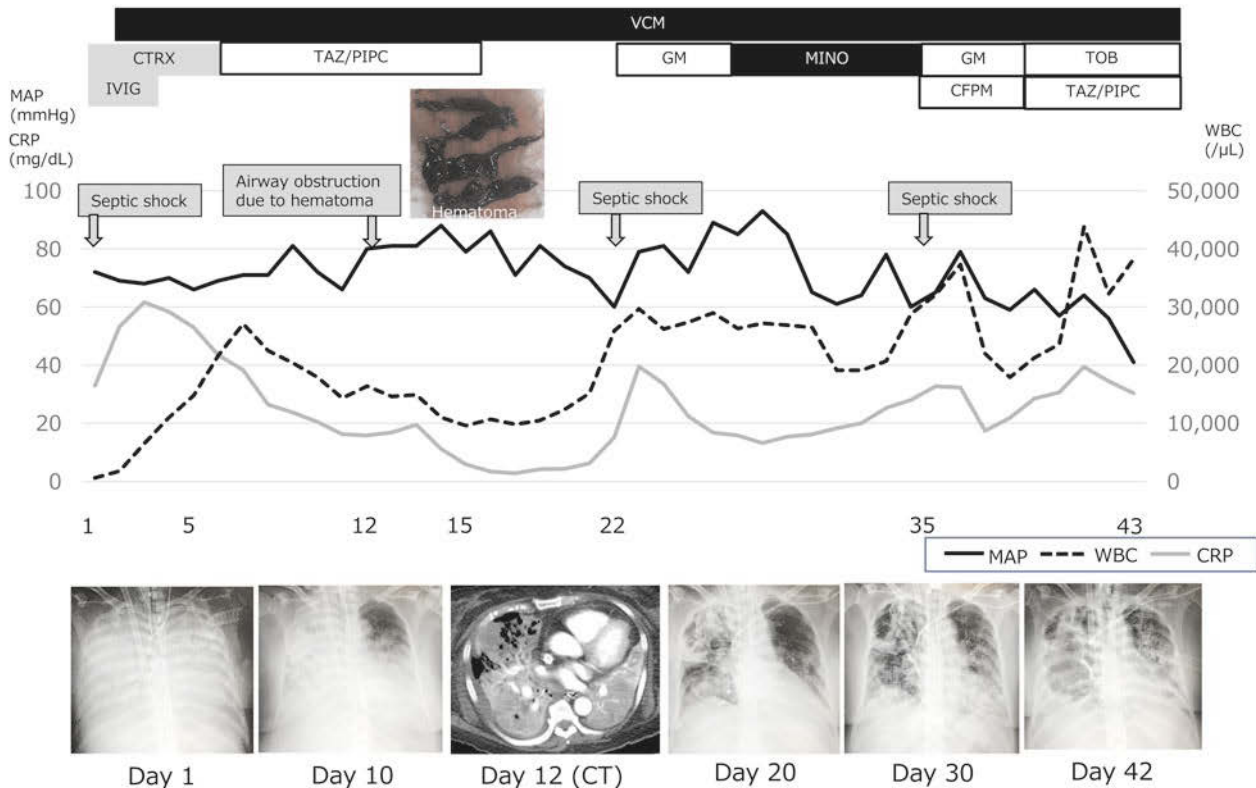 VCM
CTRX
TAZ/PIPC
GM
MINO
GM
TOB
IVIG
CFPM
TAZ/PIPC
MAP
(mmHg)
CRP
(mg/dL)
WBC
(/μL)
Septic shock
Airway obstruction
due to hematoma
Hematoma
Septic shock
Septic shock
100
80
60
40
20
0
50,000
40,000
30,000
20,000
10,000
0
1
5
12
15
22
35
43
MAP
WBC
CRP
Day 1
Day 10
Day 12 (CT)
Day 20
Day 30
Day 42